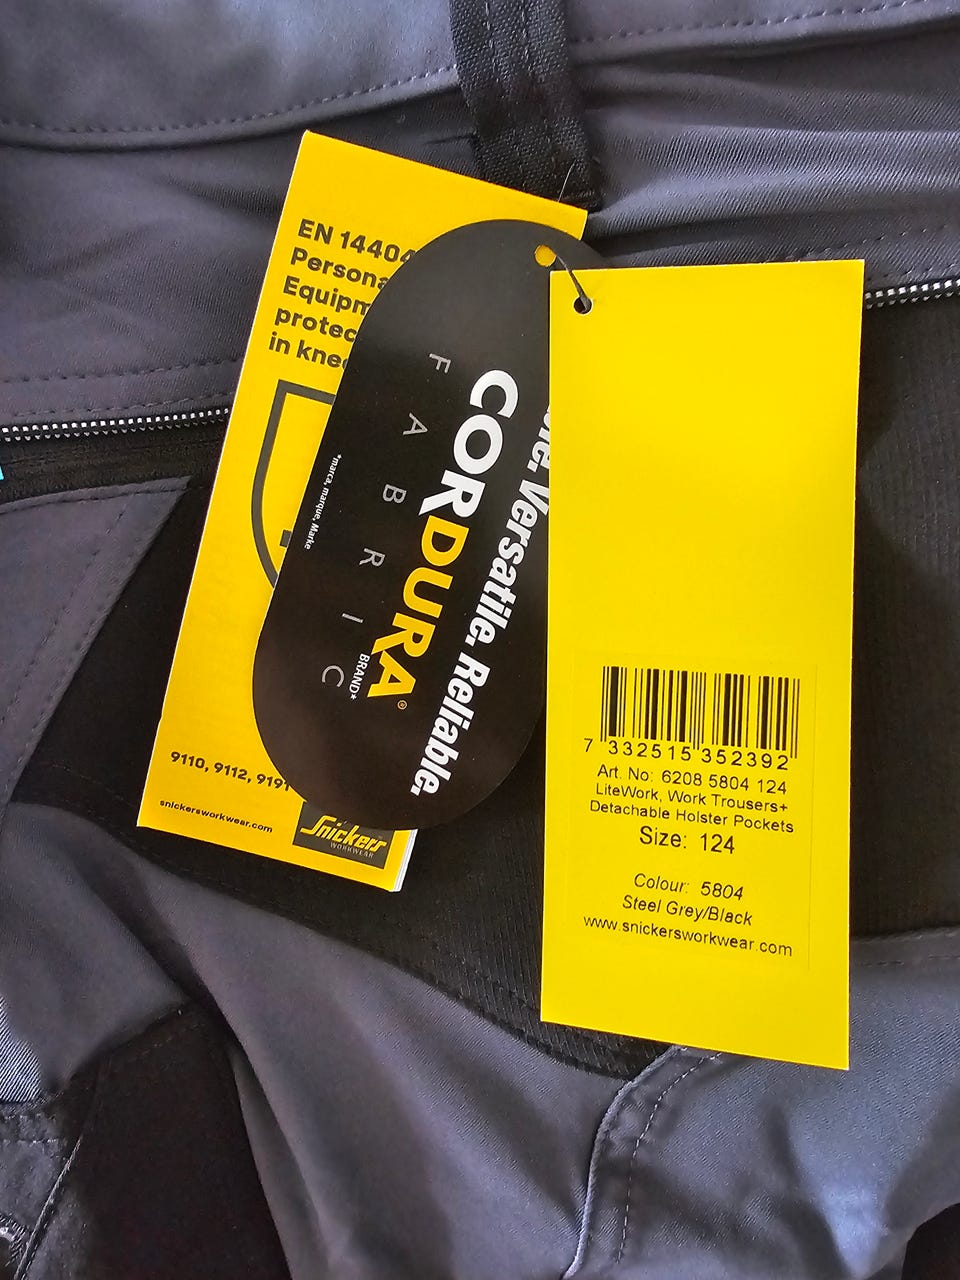 EN 14404
Persona
Equipm
protec
in knee
9110, 9112, 9191
snickersworkwear.com
Snickers
WORKWEAR
Versatile. Reliable.
CORDURA®
BRAND*
FABRIC
*marca, marque, Marke
7 332515 352392
Art. No: 6208 5804 124
LiteWork, Work Trousers+
Detachable Holster Pockets
Size: 124
Colour: 5804
Steel Grey/Black
www.snickersworkwear.com